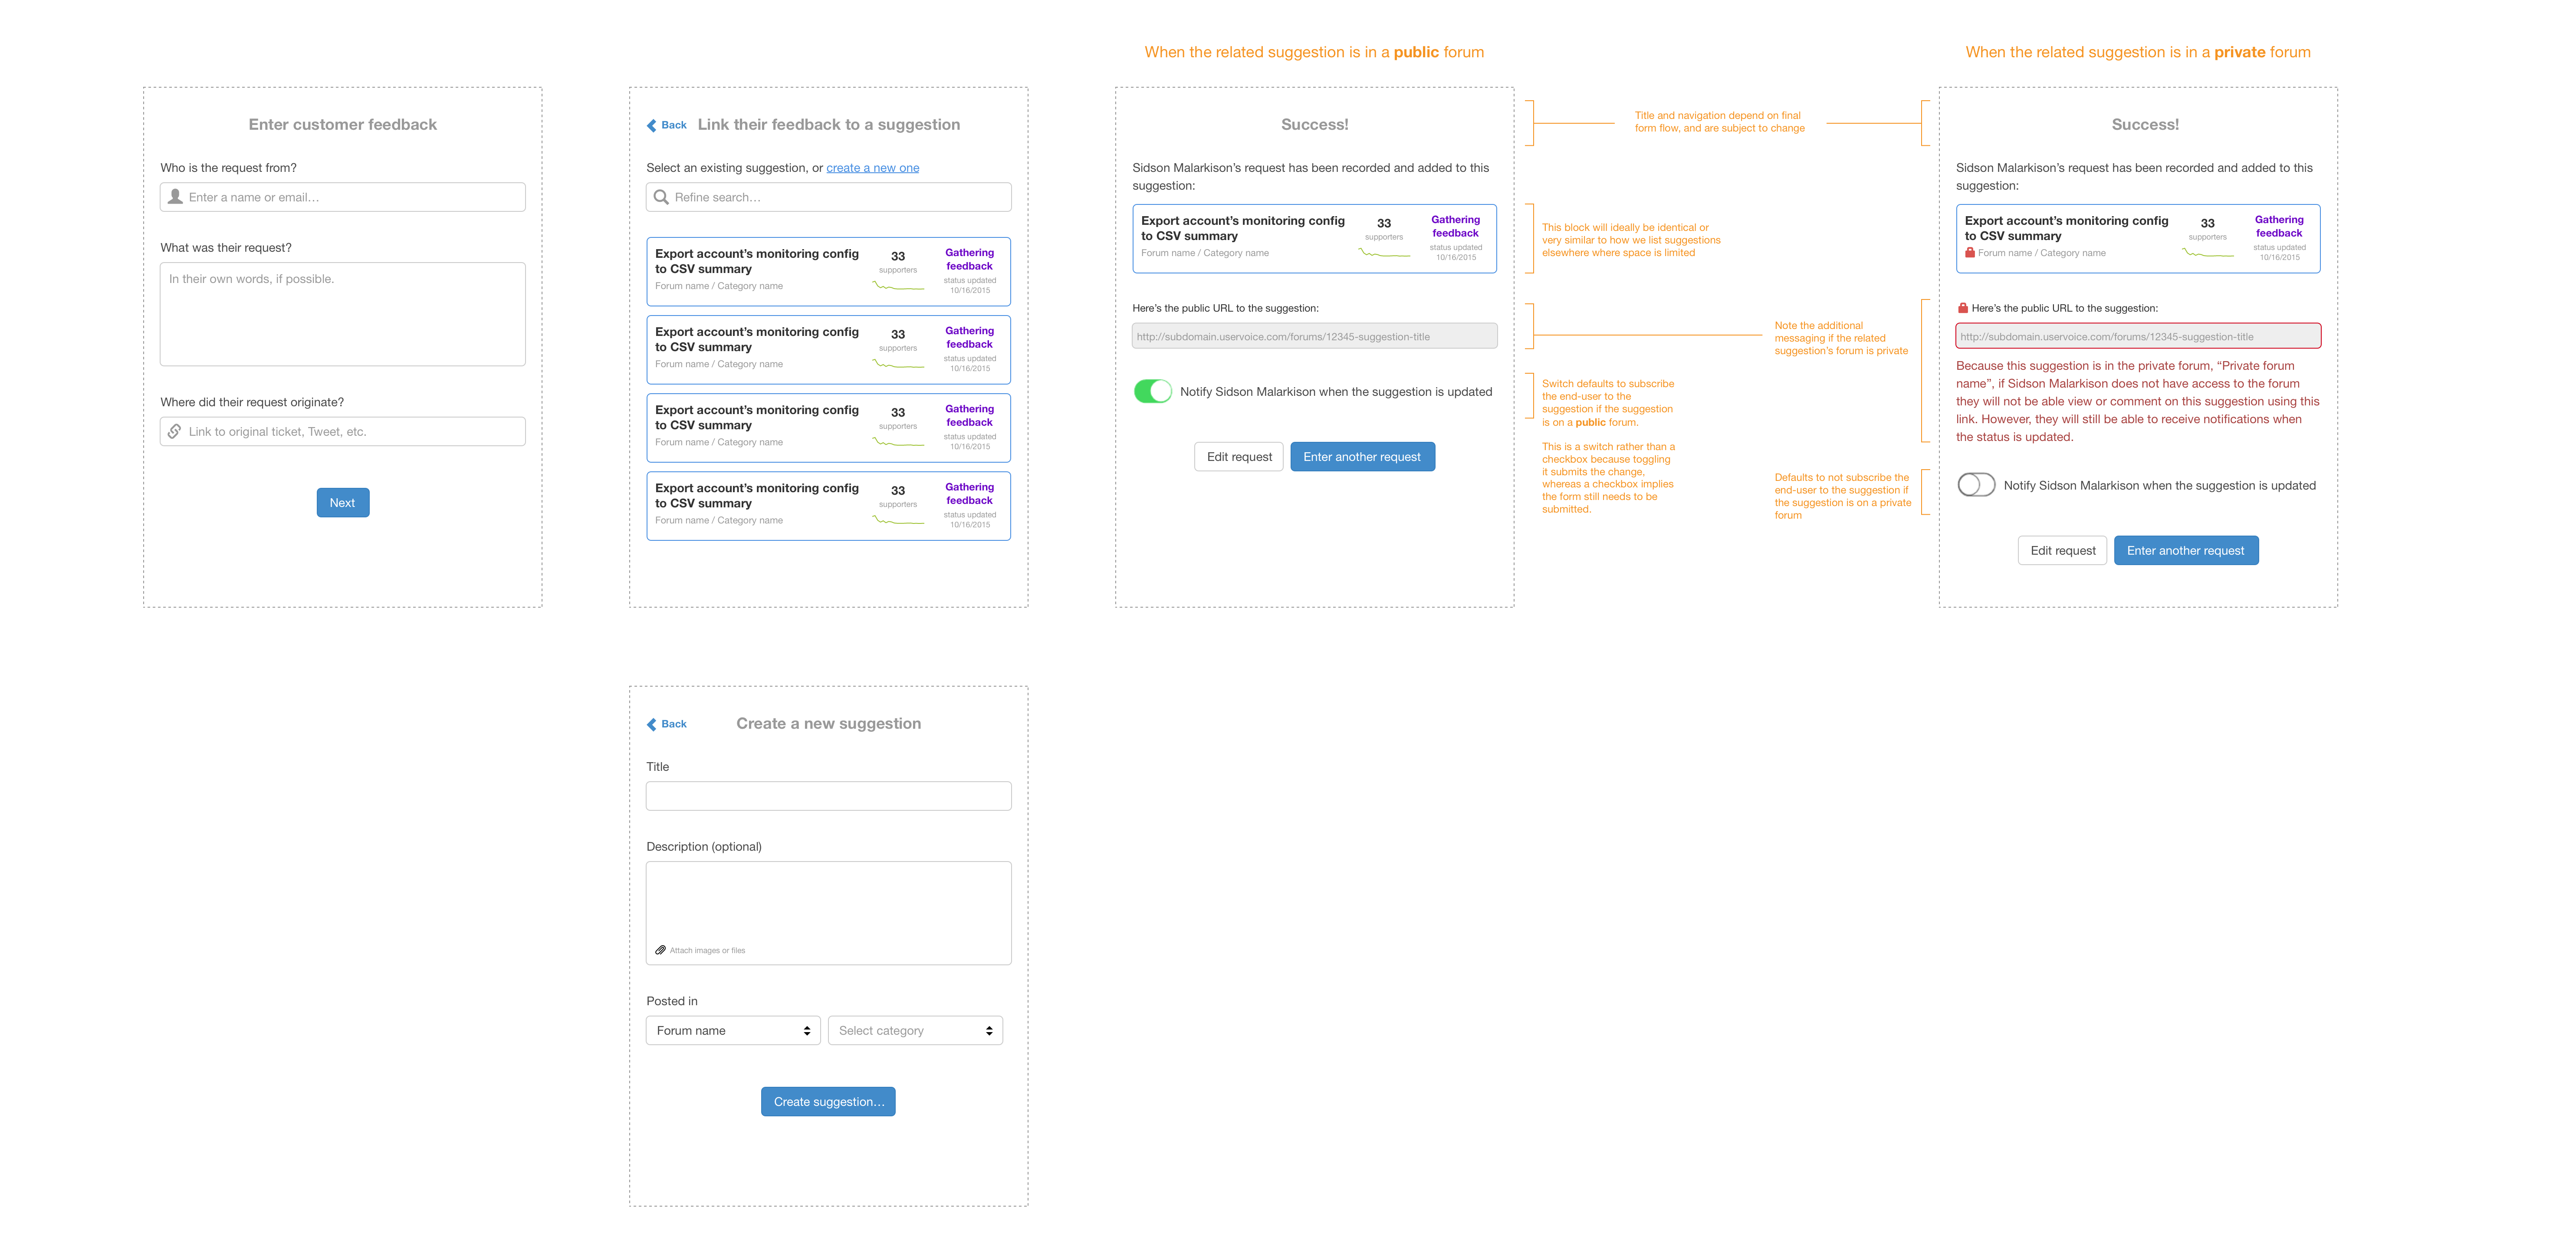 When the related suggestion is in a public forum
When the related suggestion is in a private forum
Enter customer feedback
Who is the request from?
Enter a name or email…
What was their request?
In their own words, if possible.
Where did their request originate?
Link to original ticket, Tweet, etc.
Next
Back
Link their feedback to a suggestion
Select an existing suggestion, or create a new one
Refine search…
Export account’s monitoring config
to CSV summary
Forum name / Category name
33
supporters
Gathering
feedback
status updated
10/16/2015
Export account’s monitoring config
to CSV summary
Forum name / Category name
33
supporters
Gathering
feedback
status updated
10/16/2015
Export account’s monitoring config
to CSV summary
Forum name / Category name
33
supporters
Gathering
feedback
status updated
10/16/2015
Export account’s monitoring config
to CSV summary
Forum name / Category name
33
supporters
Gathering
feedback
status updated
10/16/2015
Success!
Sidson Malarkison’s request has been recorded and added to this
suggestion:
Export account’s monitoring config
to CSV summary
Forum name / Category name
33
supporters
Gathering
feedback
status updated
10/16/2015
Here’s the public URL to the suggestion:
http://subdomain.uservoice.com/forums/12345-suggestion-title
Notify Sidson Malarkison when the suggestion is updated
Edit request
Enter another request
Title and navigation depend on final
form flow, and are subject to change
This block will ideally be identical or
very similar to how we list suggestions
elsewhere where space is limited
Note the additional
messaging if the related
suggestion’s forum is private
Switch defaults to subscribe
the end-user to the
suggestion if the suggestion
is on a public forum.
This is a switch rather than a
checkbox because toggling
it submits the change,
whereas a checkbox implies
the form still needs to be
submitted.
Defaults to not subscribe the
end-user to the suggestion if
the suggestion is on a private
forum
Success!
Sidson Malarkison’s request has been recorded and added to this
suggestion:
Export account’s monitoring config
to CSV summary
Forum name / Category name
33
supporters
Gathering
feedback
status updated
10/16/2015
Here’s the public URL to the suggestion:
http://subdomain.uservoice.com/forums/12345-suggestion-title
Because this suggestion is in the private forum, “Private forum
name”, if Sidson Malarkison does not have access to the forum
they will not be able view or comment on this suggestion using this
link. However, they will still be able to receive notifications when
the status is updated.
Notify Sidson Malarkison when the suggestion is updated
Edit request
Enter another request
Back
Create a new suggestion
Title
Description (optional)
Attach images or files
Posted in
Forum name
Select category
Create suggestion…